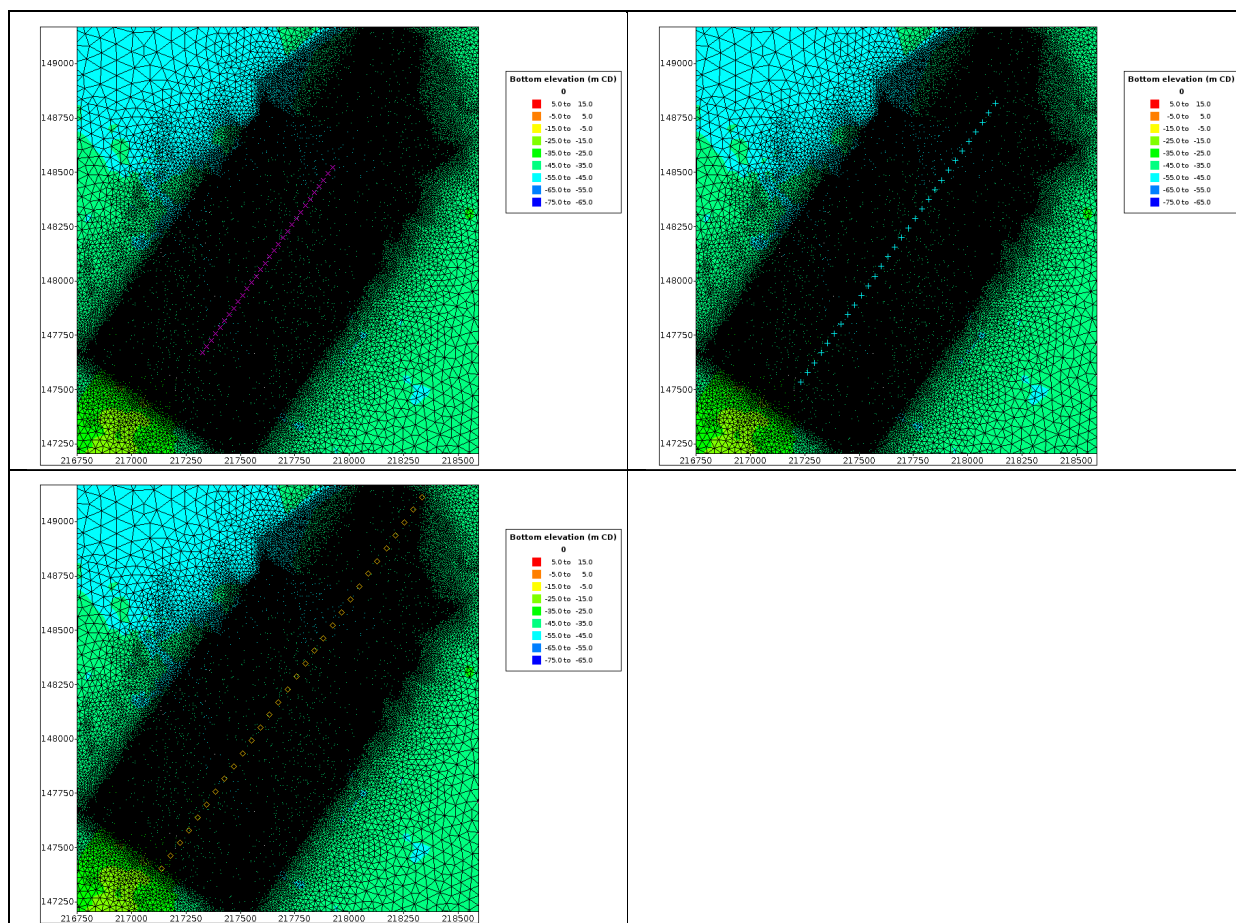 149000
148750
148500
148250
148000
147750
147500
147250
216750 217000 217250 217500 217750 218000 218250 218500
Bottom elevation (m CD)
0
5.0 to 15.0
-5.0 to 5.0
-15.0 to -5.0
-25.0 to -15.0
-35.0 to -25.0
-45.0 to -35.0
-55.0 to -45.0
-65.0 to -55.0
-75.0 to -65.0
149000
148750
148500
148250
148000
147750
147500
147250
216750 217000 217250 217500 217750 218000 218250 218500
Bottom elevation (m CD)
0
5.0 to 15.0
-5.0 to 5.0
-15.0 to -5.0
-25.0 to -15.0
-35.0 to -25.0
-45.0 to -35.0
-55.0 to -45.0
-65.0 to -55.0
-75.0 to -65.0
149000
148750
148500
148250
148000
147750
147500
147250
216750 217000 217250 217500 217750 218000 218250 218500
Bottom elevation (m CD)
0
5.0 to 15.0
-5.0 to 5.0
-15.0 to -5.0
-25.0 to -15.0
-35.0 to -25.0
-45.0 to -35.0
-55.0 to -45.0
-65.0 to -55.0
-75.0 to -65.0